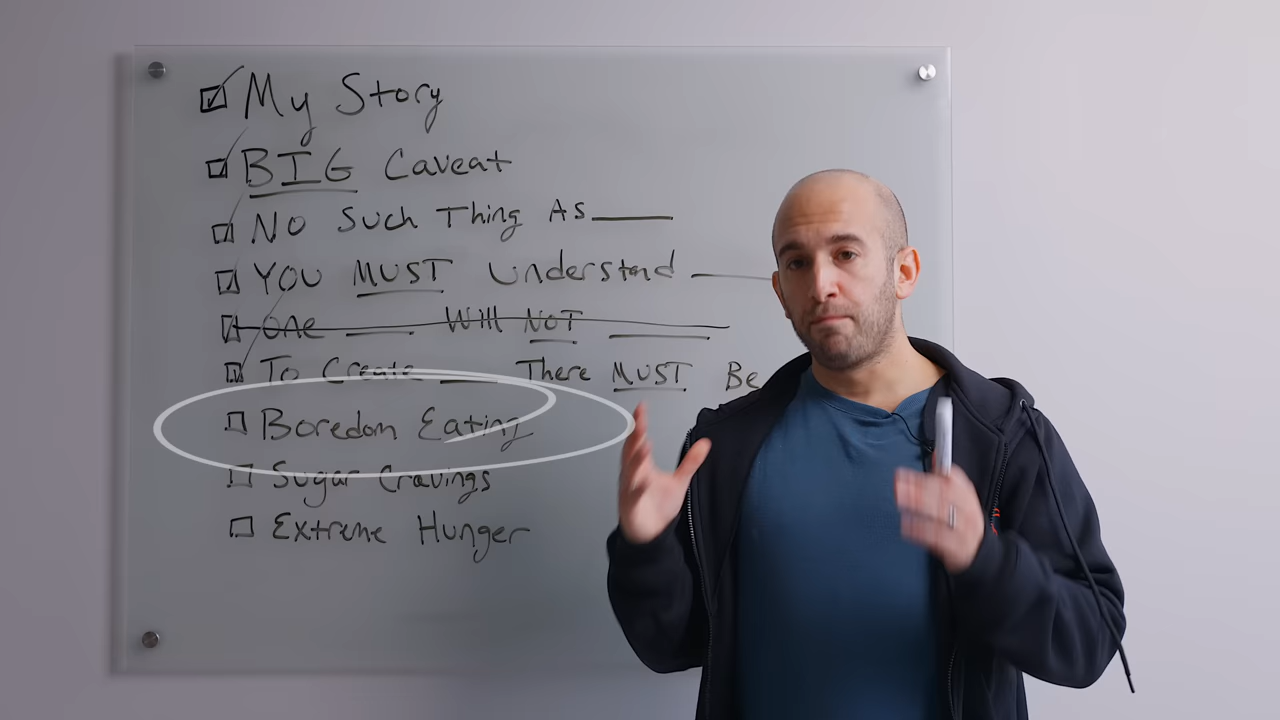 My Story
BIG Caveat
No Such Thing As
You MUST Understand
One Will NOT
To Create There MUST Be
Boredom Eating
Sugar Cravings
Extreme Hunger